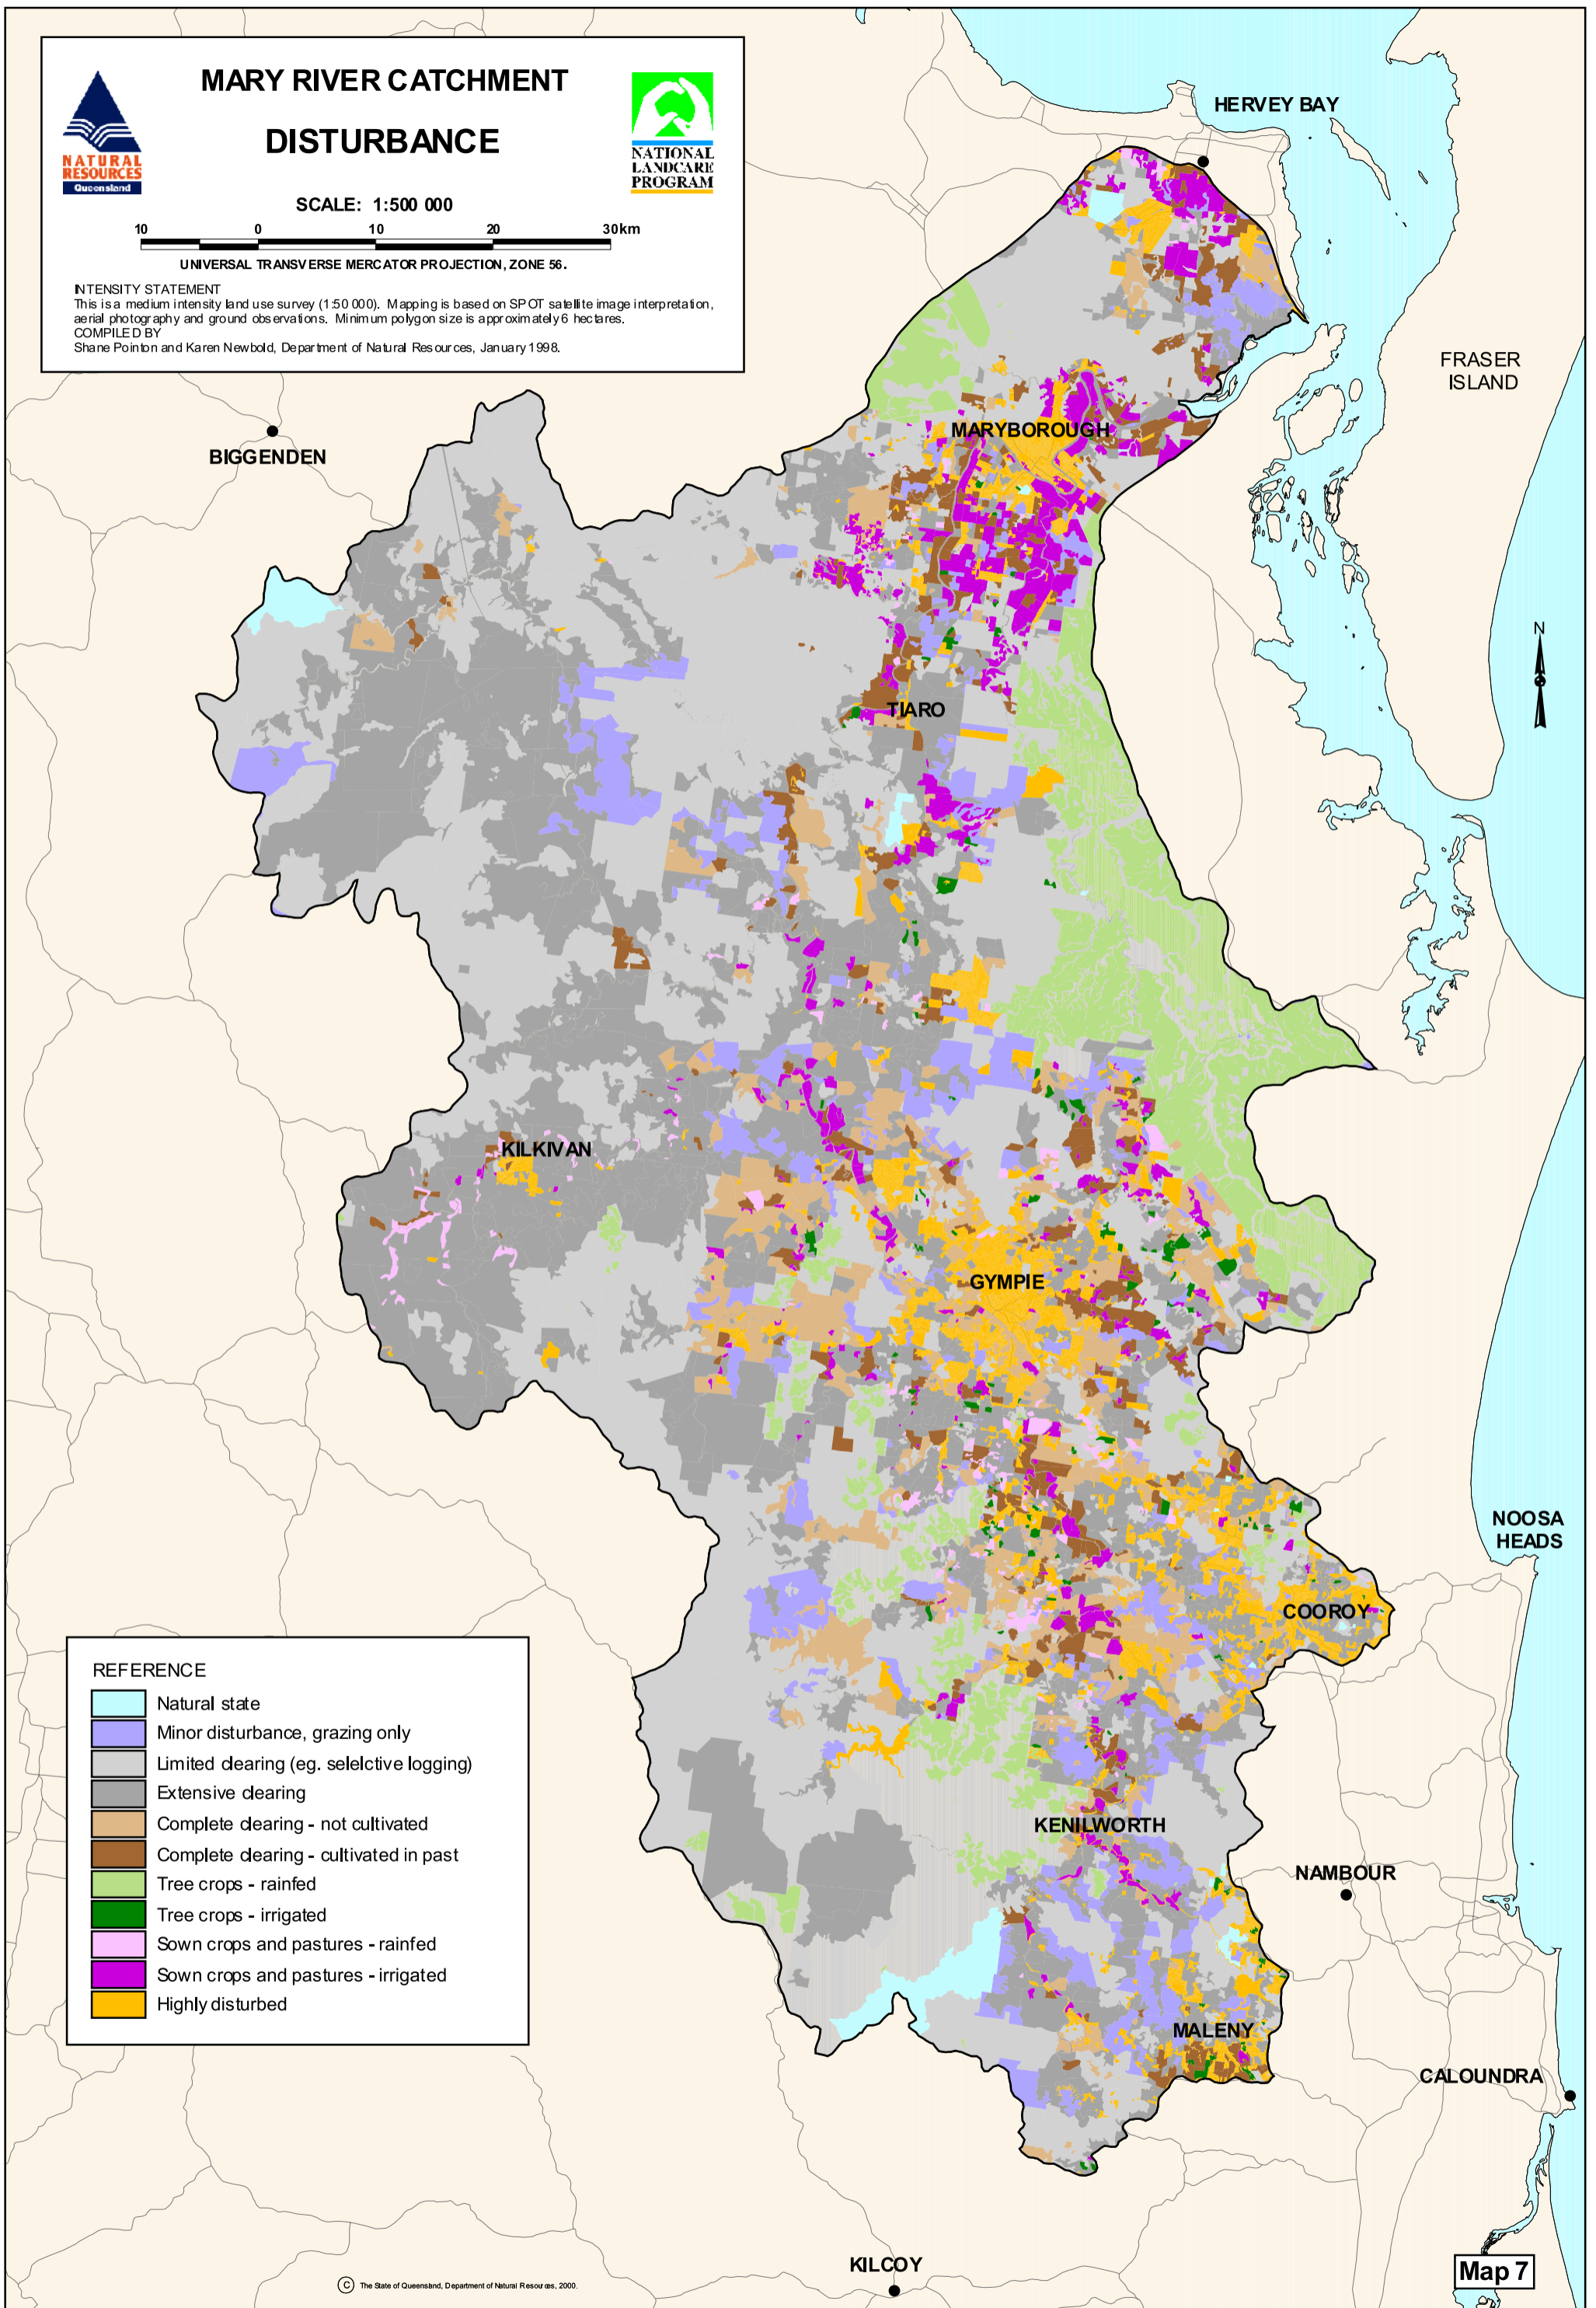 MARY RIVER CATCHMENT
DISTURBANCE
NATURAL
RESOURCES
Queensland
NATIONAL
LANDCARE
PROGRAM
SCALE: 1:500 000
10 0 10 20 30km
UNIVERSAL TRANSVERSE MERCATOR PROJECTION, ZONE 56.
INTENSITY STATEMENT
This is a medium intensity land use survey (1:50 000). Mapping is based on SPOT satellite image interpretation,
aerial photography and ground observations. Minimum polygon size is approximately 6 hectares.
COMPILED BY
Shane Pointon and Karen Newbold, Department of Natural Resources, January 1998.
HERVEY BAY
FRASER
ISLAND
BIGGENDEN
MARYBOROUGH
N
TIARO
KILKIVAN
GYMPIE
NOOSA
HEADS
COOROY
KENILWORTH
NAMBOUR
MALENY
CALOUNDRA
KILCOY
REFERENCE
Natural state
Minor disturbance, grazing only
Limited clearing (eg. selelctive logging)
Extensive clearing
Complete clearing - not cultivated
Complete clearing - cultivated in past
Tree crops - rainfed
Tree crops - irrigated
Sown crops and pastures - rainfed
Sown crops and pastures - irrigated
Highly disturbed
Map 7
© The State of Queensland, Department of Natural Resources, 2000.